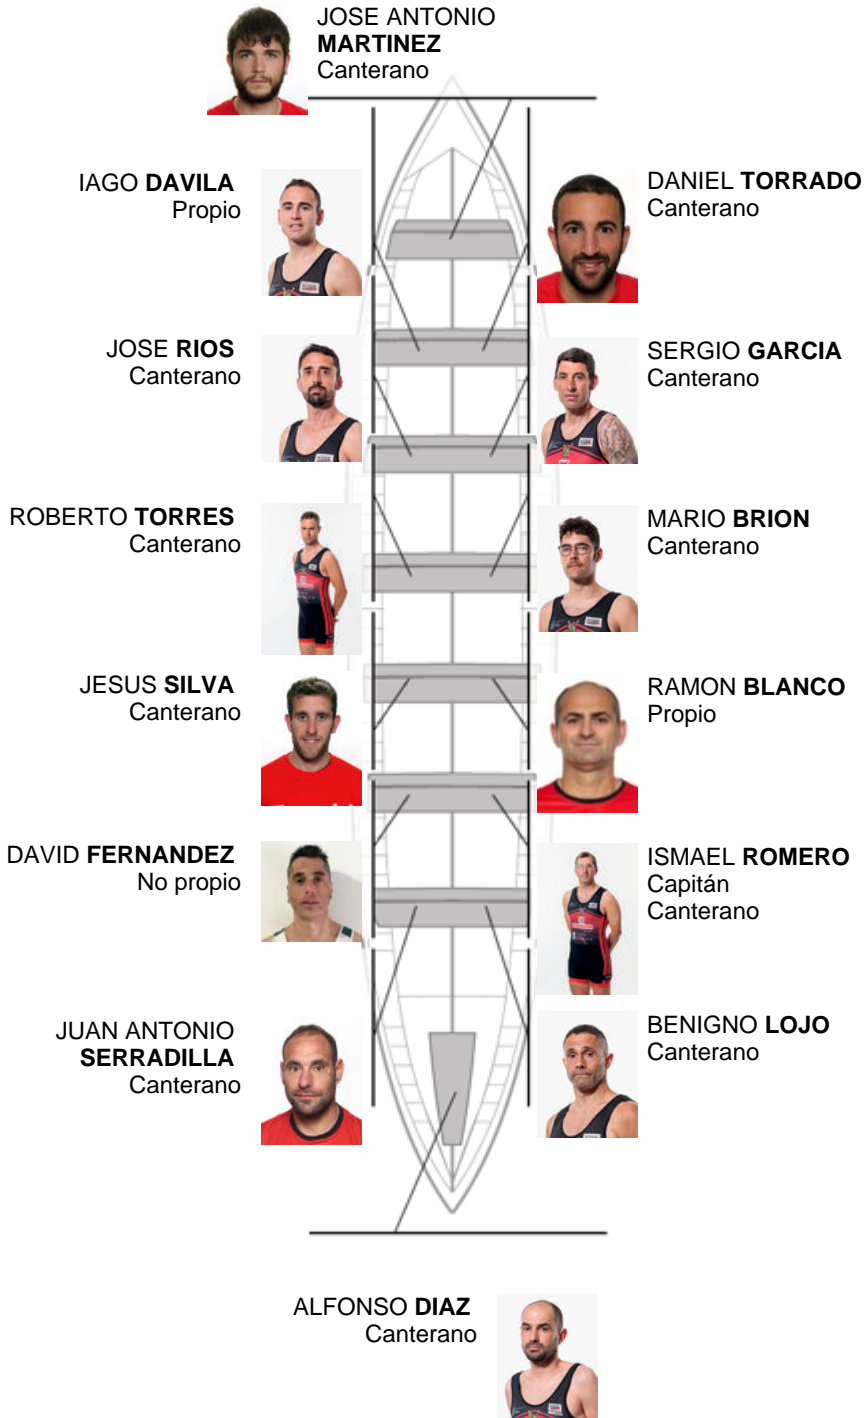 JOSE ANTONIO
MARTINEZ
Canterano
IAGO DAVILA
Propio
DANIEL TORRADO
Canterano
JOSE RIOS
Canterano
SERGIO GARCIA
Canterano
ROBERTO TORRES
Canterano
MARIO BRION
Canterano
JESUS SILVA
Canterano
RAMON BLANCO
Propio
DAVID FERNANDEZ
No propio
ISMAEL ROMERO
Capitán
Canterano
JUAN ANTONIO
SERRADILLA
Canterano
BENIGNO LOJO
Canterano
ALFONSO DIAZ
Canterano